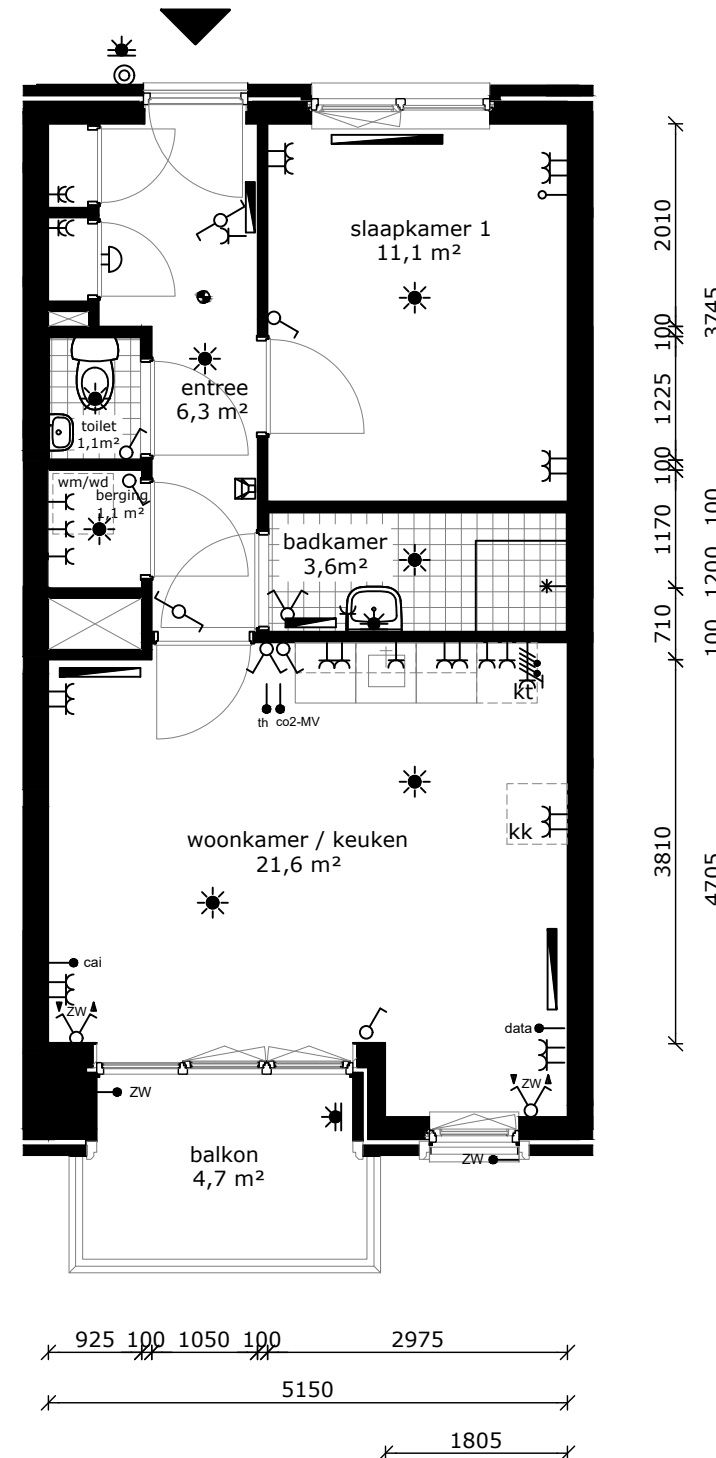 slaapkamer 1
11,1 m²
entree
6,3 m²
toilet
1,1m²
wm/wd
berging
1,1 m²
badkamer
3,6m²
kt
th co2-MV
kk
woonkamer / keuken
21,6 m²
cai
ZW
data
ZW
ZW
balkon
4,7 m²
ZW
2010
100
1225
100
1170
710
3810
3745
100
1200
100
4705
925 100 1050 100 2975
5150
1805